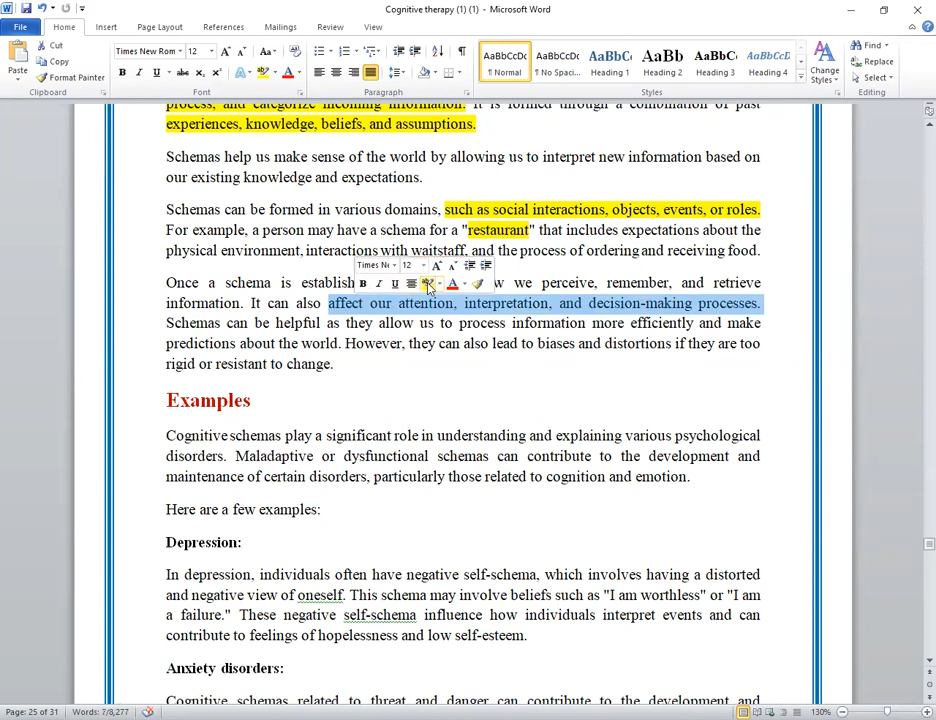 Cognitive therapy (1) (1) - Microsoft Word
File Home Insert Page Layout References Mailings Review View
Paste Cut Copy Format Painter Clipboard
Times New Rom 12 Font
Paragraph
AaBbCcDc ¶ Normal AaBbCcDc ¶ No Spaci... AaBbCc Heading 1 AaBb Heading 2 AaBbCc Heading 3 AaBbCcL Heading 4 Change Styles Styles
Find Replace Select Editing
process, and categorize incoming information. It is formed through a combination of past
experiences, knowledge, beliefs, and assumptions.
Schemas help us make sense of the world by allowing us to interpret new information based on
our existing knowledge and expectations.
Schemas can be formed in various domains, such as social interactions, objects, events, or roles.
For example, a person may have a schema for a "restaurant" that includes expectations about the
physical environment, interactions with waitstaff, and the process of ordering and receiving food.
Times Ne 12
Once a schema is establish w we perceive, remember, and retrieve
information. It can also affect our attention, interpretation, and decision-making processes.
Schemas can be helpful as they allow us to process information more efficiently and make
predictions about the world. However, they can also lead to biases and distortions if they are too
rigid or resistant to change.
Examples
Cognitive schemas play a significant role in understanding and explaining various psychological
disorders. Maladaptive or dysfunctional schemas can contribute to the development and
maintenance of certain disorders, particularly those related to cognition and emotion.
Here are a few examples:
Depression:
In depression, individuals often have negative self-schema, which involves having a distorted
and negative view of oneself. This schema may involve beliefs such as "I am worthless" or "I am
a failure." These negative self-schema influence how individuals interpret events and can
contribute to feelings of hopelessness and low self-esteem.
Anxiety disorders:
Cognitive schemas related to threat and danger can contribute to the development and
Page: 25 of 31 Words: 7/8,277 130%